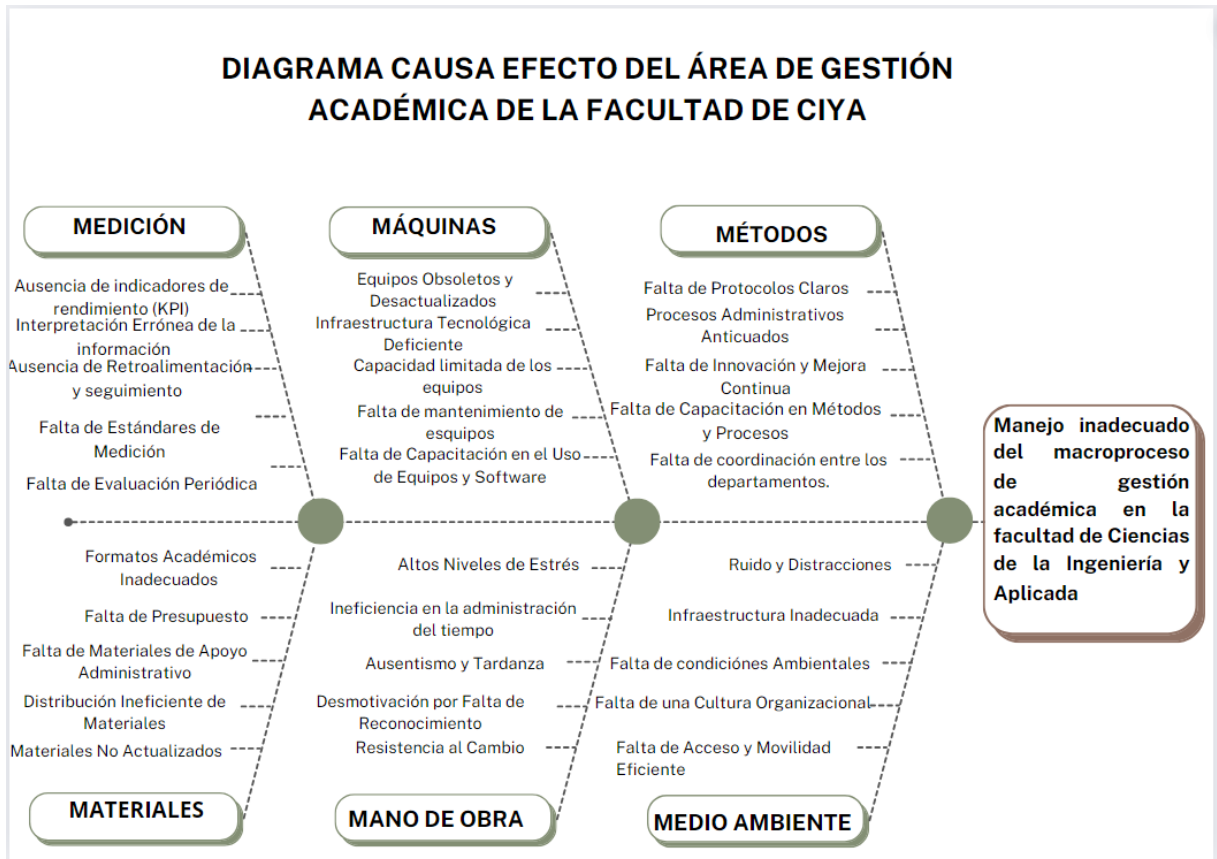 DIAGRAMA CAUSA EFECTO DEL ÁREA DE GESTIÓN
ACADÉMICA DE LA FACULTAD DE CIYA
MEDICIÓN
Ausencia de indicadores de
rendimiento (KPI)
Interpretación Errónea de la
información
Ausencia de Retroalimentación
y seguimiento
Falta de Estándares de
Medición
Falta de Evaluación Periódica
MÁQUINAS
Equipos Obsoletos y
Desactualizados
Infraestructura Tecnológica
Deficiente
Capacidad limitada de los
equipos
Falta de mantenimiento de
esquipos
Falta de Capacitación en el Uso
de Equipos y Software
MÉTODOS
Falta de Protocolos Claros
Procesos Administrativos
Anticuados
Falta de Innovación y Mejora
Continua
Falta de Capacitación en Métodos
y Procesos
Falta de coordinación entre los
departamentos.
Manejo inadecuado
del macroproceso
de gestión
académica en la
facultad de Ciencias
de la Ingeniería y
Aplicada
Formatos Académicos
Inadecuados
Falta de Presupuesto
Falta de Materiales de Apoyo
Administrativo
Distribución Ineficiente de
Materiales
Materiales No Actualizados
MATERIALES
Altos Niveles de Estrés
Ineficiencia en la administración
del tiempo
Ausentismo y Tardanza
Desmotivación por Falta de
Reconocimiento
Resistencia al Cambio
MANO DE OBRA
Ruido y Distracciones
Infraestructura Inadecuada
Falta de condiciónes Ambientales
Falta de una Cultura Organizacional
Falta de Acceso y Movilidad
Eficiente
MEDIO AMBIENTE